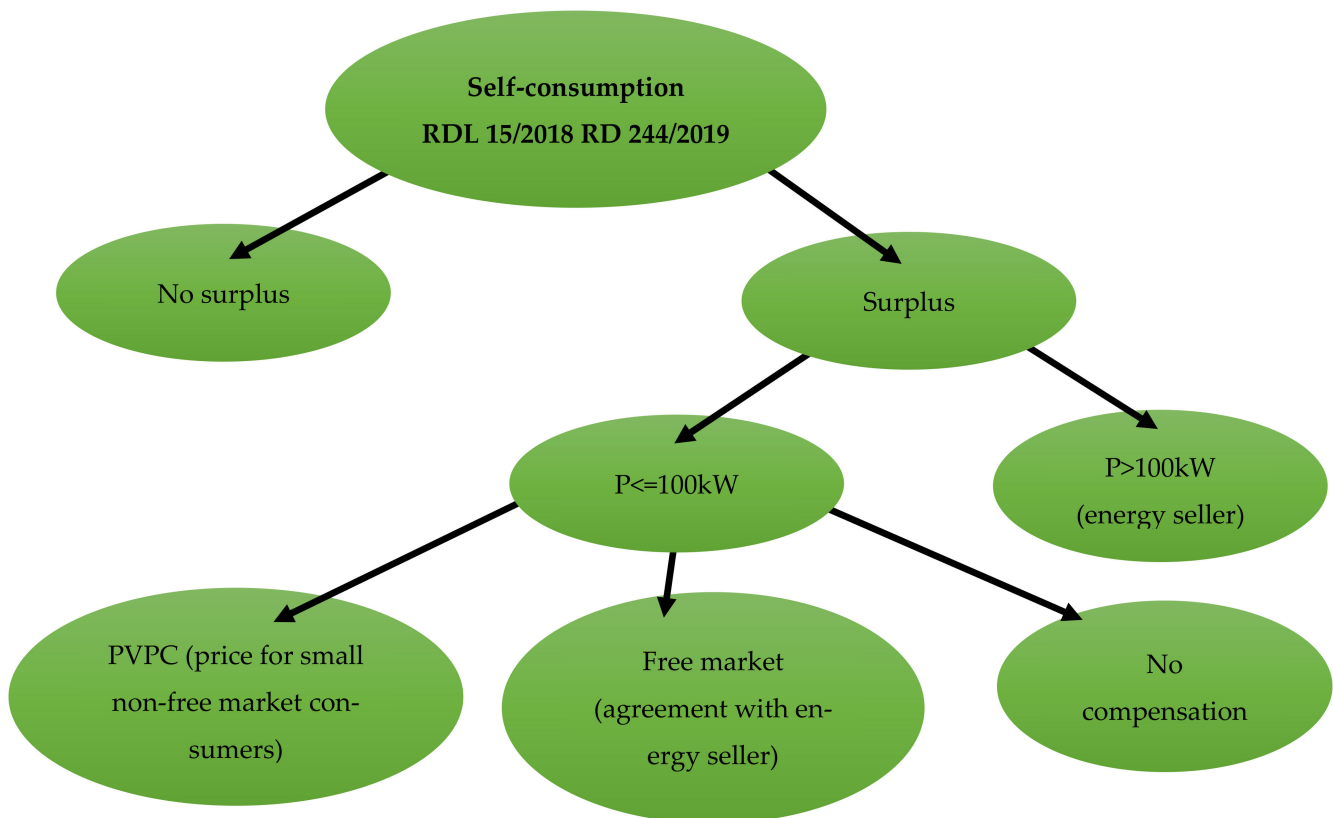 Self-consumption
RDL 15/2018 RD 244/2019
No surplus
Surplus
P<=100kW
P>100kW
(energy seller)
PVPC (price for small
non-free market con-
sumers)
Free market
(agreement with en-
ergy seller)
No
compensation